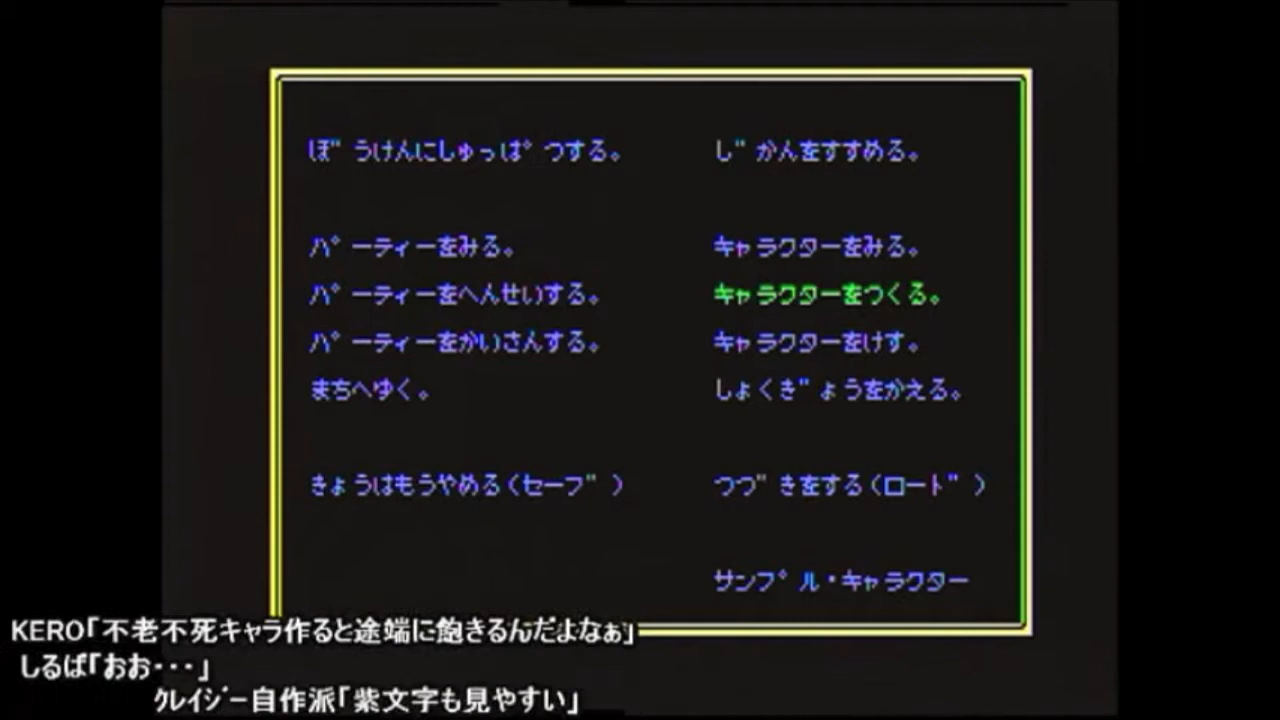 ぼうけんにしゅっぱつする。 じかんをすすめる。
パーティーをみる。 キャラクターをみる。
パーティーをへんせいする。 キャラクターをつくる。
パーティーをかいさんする。 キャラクターをけす。
まちへゆく。 しょくぎょうをかえる。
きょうはもうやめる(セーブ) つづきをする(ロード)
サンプル・キャラクター
KERO「不老不死キャラ作ると途端に飽きるんだよなぁ」
しるば「おお・・・」
クレイジー自作派「紫文字も見やすい」